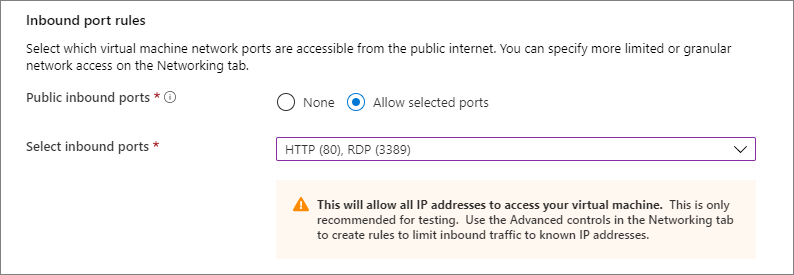 Inbound port rules
Select which virtual machine network ports are accessible from the public internet. You can specify more limited or granular
network access on the Networking tab.
Public inbound ports *
None
Allow selected ports
Select inbound ports *
HTTP (80), RDP (3389)
This will allow all IP addresses to access your virtual machine. This is only
recommended for testing. Use the Advanced controls in the Networking tab
to create rules to limit inbound traffic to known IP addresses.